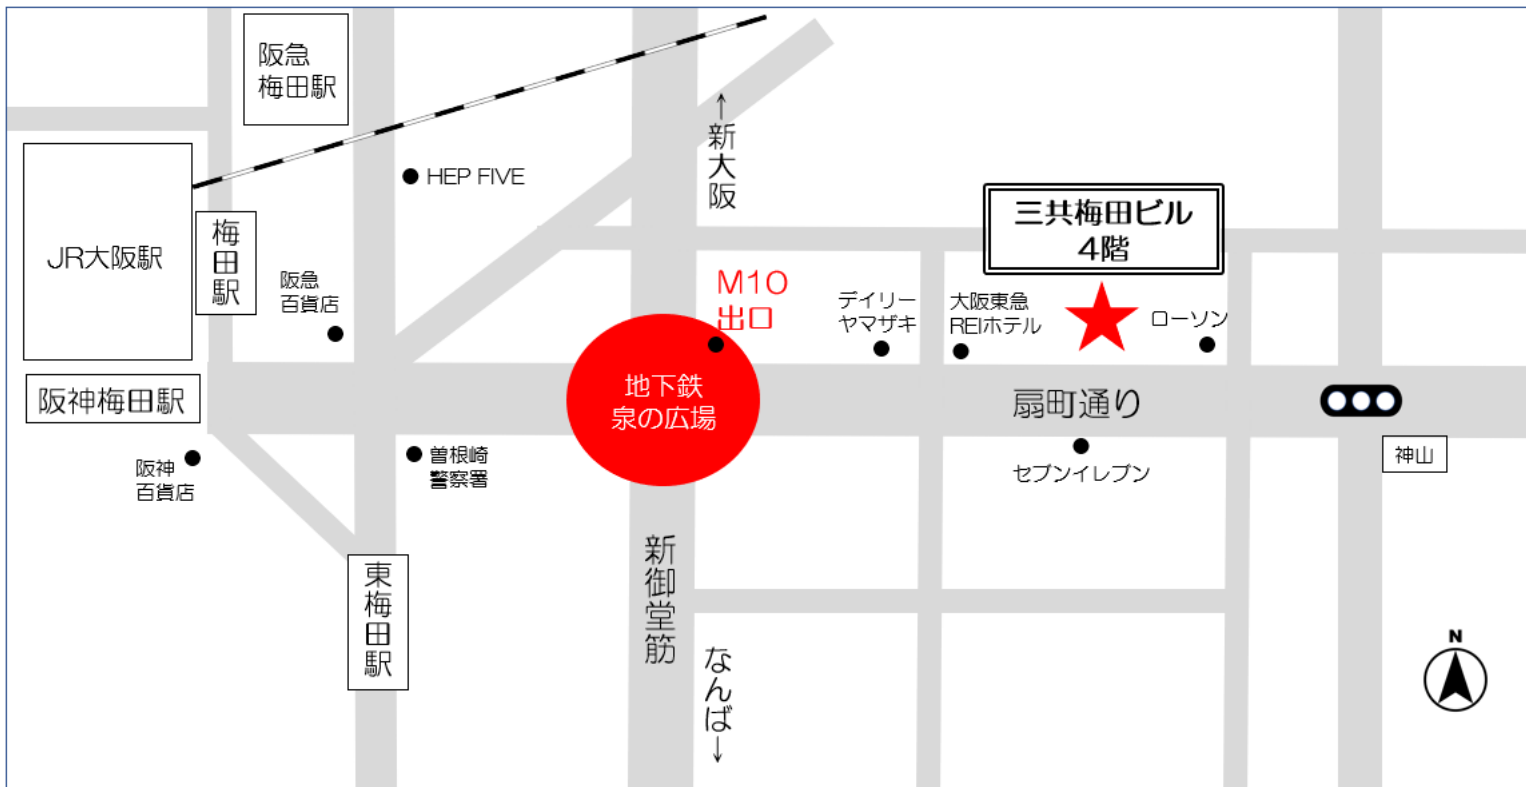 阪急
梅田駅
HEP FIVE
↑
新大阪
JR大阪駅
梅田駅
阪急
百貨店
三共梅田ビル
4階
M10
出口
デイリー
ヤマザキ
大阪東急
REIホテル
ローソン
阪神梅田駅
地下鉄
泉の広場
扇町通り
阪神
百貨店
曽根崎
警察署
セブンイレブン
神山
東梅田駅
新御堂筋
なんば
↓
N